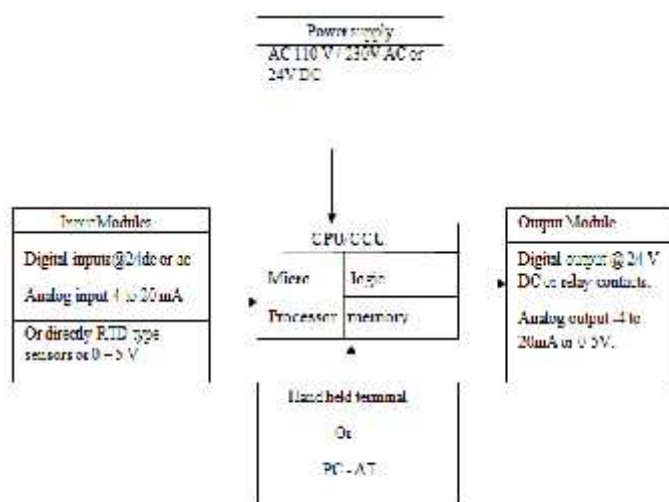 Power supply
AC 110 V / 230V AC or
24V DC
Input Modules
Digital inputs@24dc or ac
Analog input 4 to 20 mA
Or directly RTD type
sensors or 0 – 5 V
CPU/CCU
Micro logic
Processor memory
Output Module
Digital output @ 24 V
DC or relay contacts.
Analog output -4 to
20mA or 0-5V.
Hand held terminal
Or
PC - AT